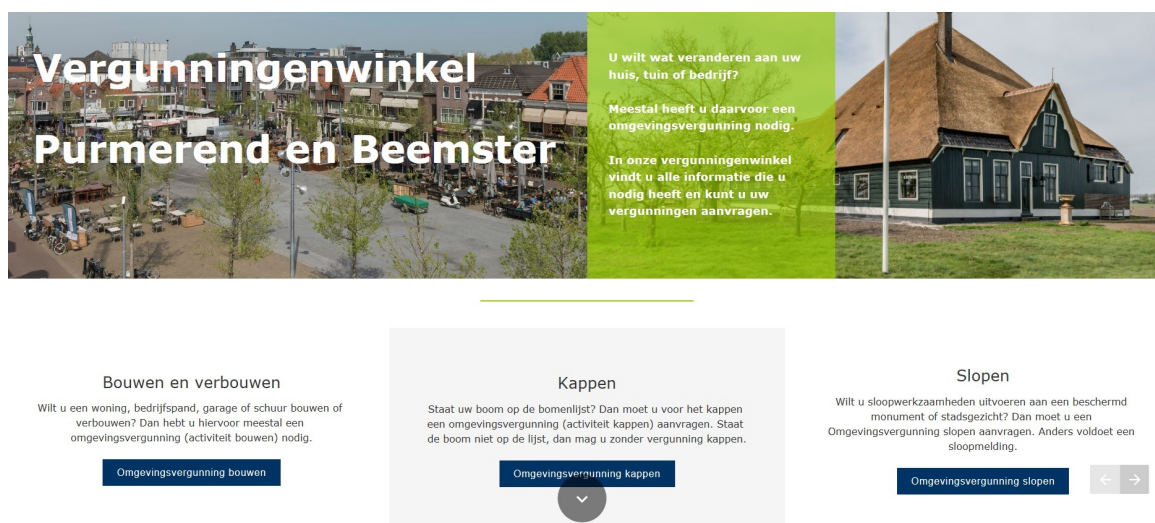 Vergunningenwinkel
Purmerend en Beemster
U wilt wat veranderen aan uw
huis, tuin of bedrijf?
Meestal heeft u daarvoor een
omgevingsvergunning nodig.
In onze vergunningenwinkel
vindt u alle informatie die u
nodig heeft en kunt u uw
vergunningen aanvragen.
Bouwen en verbouwen
Wilt u een woning, bedrijfspand, garage of schuur bouwen of
verbouwen? Dan hebt u hiervoor meestal een
omgevingsvergunning (activiteit bouwen) nodig.
Omgevingsvergunning bouwen
Kappen
Staat uw boom op de bomenlijst? Dan moet u voor het kappen
een omgevingsvergunning (activiteit kappen) aanvragen. Staat
de boom niet op de lijst, dan mag u zonder vergunning kappen.
Omgevingsvergunning kappen
Slopen
Wilt u sloopwerkzaamheden uitvoeren aan een beschermd
monument of stadsgezicht? Dan moet u een
Omgevingsvergunning slopen aanvragen. Anders voldoet een
sloopmelding.
Omgevingsvergunning slopen